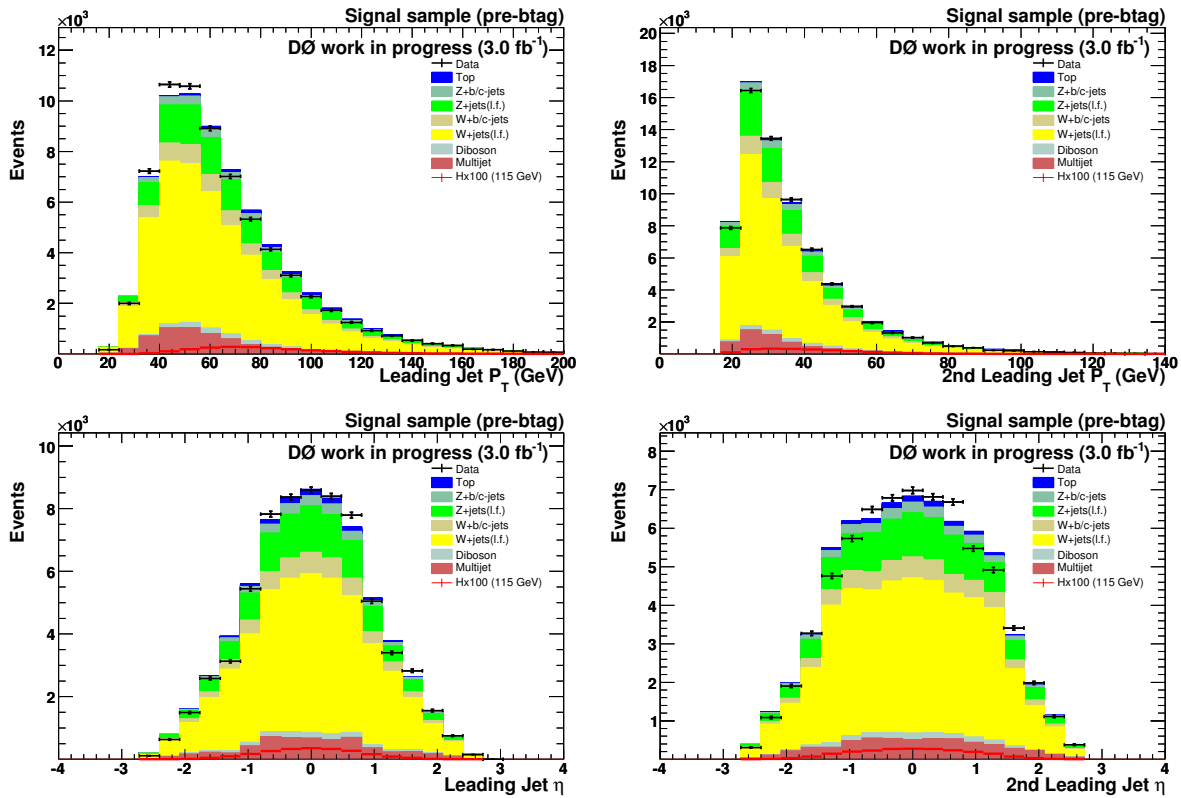 Signal sample (pre-btag)
×10³
DØ work in progress (3.0 fb⁻¹)
Data
Top
Z+b/c-jets
Z+jets(l.f.)
W+b/c-jets
W+jets(l.f.)
Diboson
Multijet
Hx100 (115 GeV)
Events
12
10
8
6
4
2
0 20 40 60 80 100 120 140 160 180 200
Leading Jet P_T (GeV)
Signal sample (pre-btag)
×10³
DØ work in progress (3.0 fb⁻¹)
Data
Top
Z+b/c-jets
Z+jets(l.f.)
W+b/c-jets
W+jets(l.f.)
Diboson
Multijet
Hx100 (115 GeV)
Events
20
18
16
14
12
10
8
6
4
2
0 20 40 60 80 100 120 140
2nd Leading Jet P_T (GeV)
Signal sample (pre-btag)
×10³
DØ work in progress (3.0 fb⁻¹)
Data
Top
Z+b/c-jets
Z+jets(l.f.)
W+b/c-jets
W+jets(l.f.)
Diboson
Multijet
Hx100 (115 GeV)
Events
10
8
6
4
2
-4 -3 -2 -1 0 1 2 3 4
Leading Jet η
Signal sample (pre-btag)
×10³
DØ work in progress (3.0 fb⁻¹)
Data
Top
Z+b/c-jets
Z+jets(l.f.)
W+b/c-jets
W+jets(l.f.)
Diboson
Multijet
Hx100 (115 GeV)
Events
8
7
6
5
4
3
2
1
-4 -3 -2 -1 0 1 2 3 4
2nd Leading Jet η